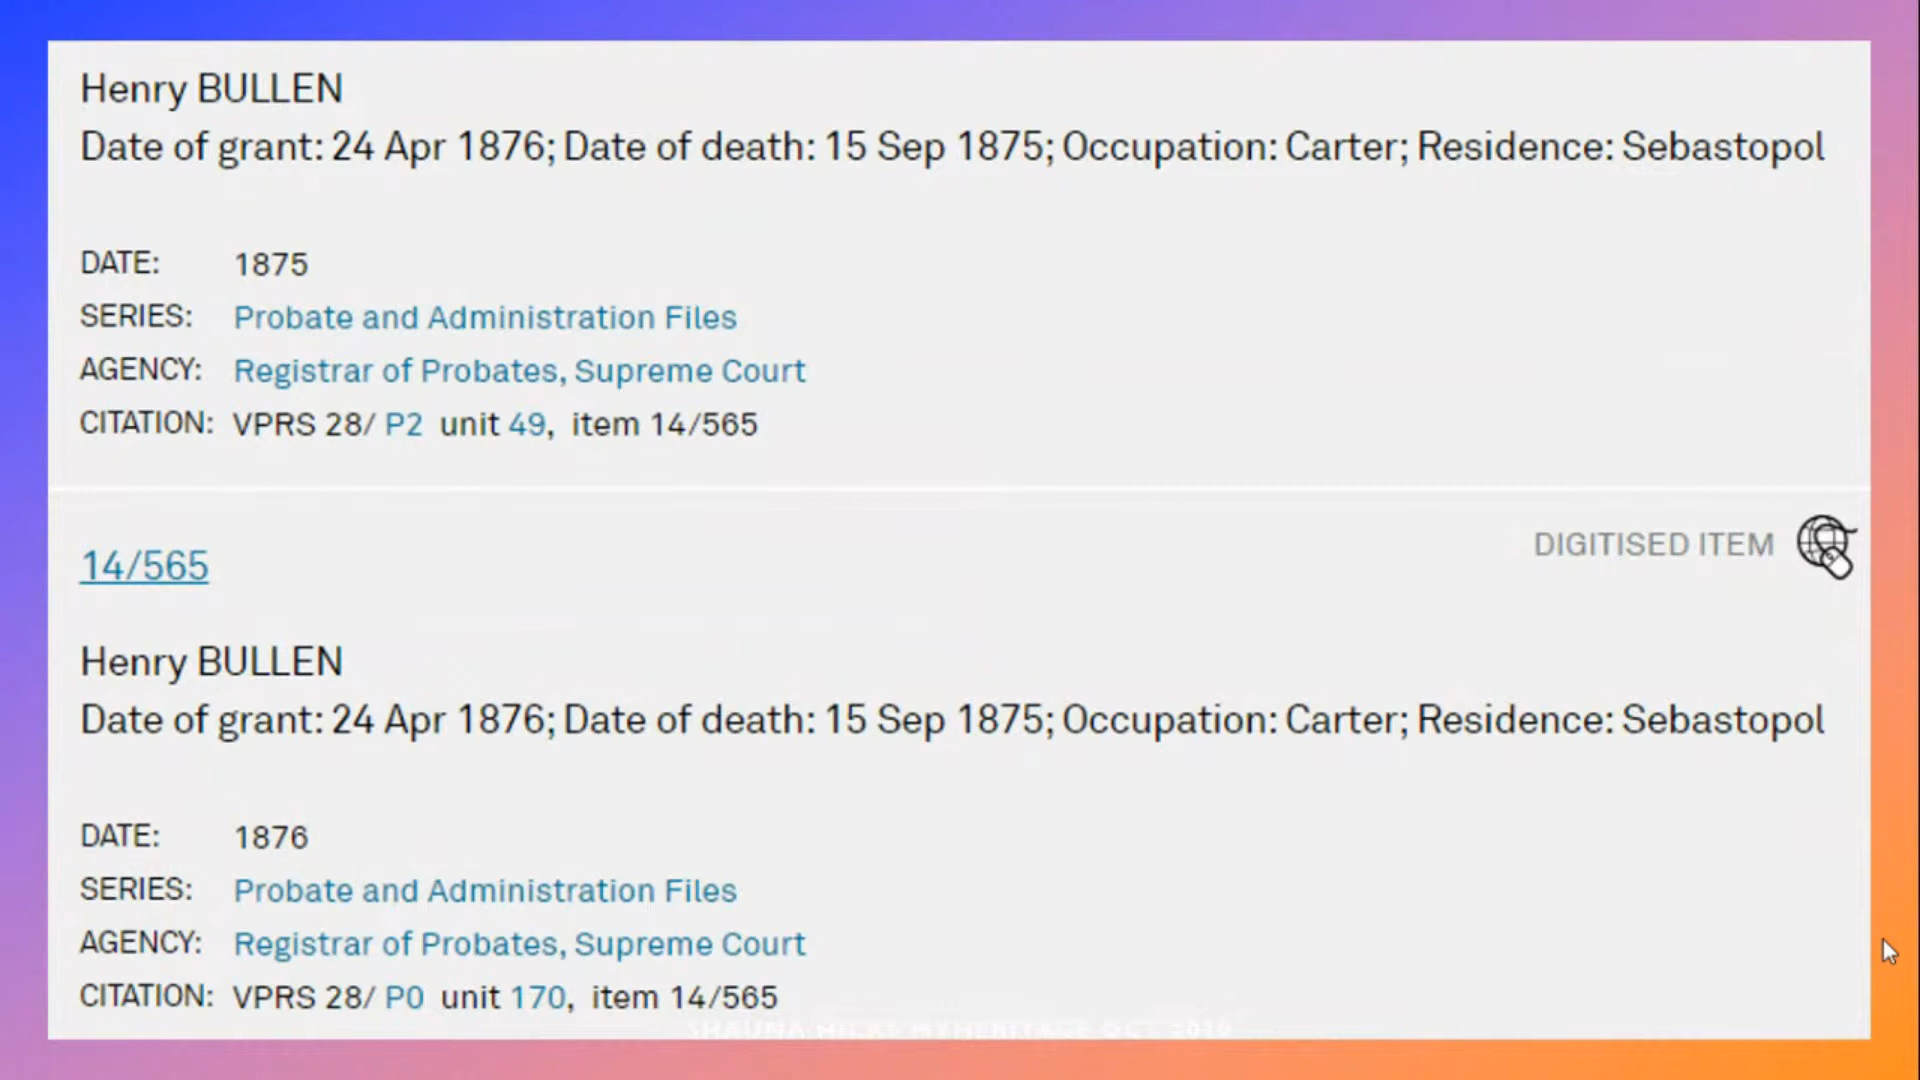 Henry BULLEN
Date of grant: 24 Apr 1876; Date of death: 15 Sep 1875; Occupation: Carter; Residence: Sebastopol
DATE: 1875
SERIES: Probate and Administration Files
AGENCY: Registrar of Probates, Supreme Court
CITATION: VPRS 28/ P2 unit 49, item 14/565
DIGITISED ITEM
14/565
Henry BULLEN
Date of grant: 24 Apr 1876; Date of death: 15 Sep 1875; Occupation: Carter; Residence: Sebastopol
DATE: 1876
SERIES: Probate and Administration Files
AGENCY: Registrar of Probates, Supreme Court
CITATION: VPRS 28/ P0 unit 170, item 14/565
SHAUNA HICKS MYHERITAGE OCT